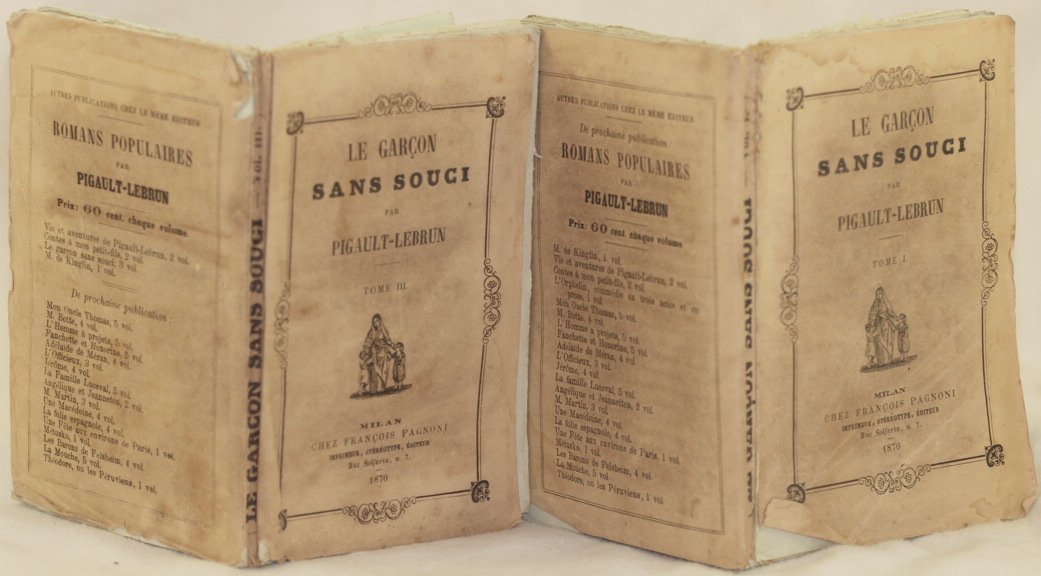 AUTRES PUBLICATIONS CHEZ LE MÊME ÉDITEUR
ROMANS POPULAIRES
PAR
PIGAULT-LEBRUN
Prix: 60 cent. chaque volume.
Vie et aventures de Pigault-Lebrun, 2 vol.
Contes à mon petit-fils, 2 vol.
Le garçon sans souci, 3 vol.
M. de Kinglin, 1 vol.
De prochaine publication
Mon Oncle Thomas, 5 vol.
M. Botte, 4 vol.
L'Homme à projets, 5 vol.
Fanchette et Honorine, 5 vol.
Adélaïde de Méran, 4 vol.
L'Officieux, 3 vol.
Jérôme, 4 vol.
La Famille Luceval, 5 vol.
Angélique et Jeanneton, 2 vol.
M. Martin, 3 vol.
Une Macédoine, 4 vol.
La folie espagnole, 4 vol.
Une Fête aux environs de Paris, 1 vol.
Métusko, 1 vol.
Les Barons de Felsheim, 4 vol.
La Mouche, 5 vol.
Théodore, ou les Péruviens, 1 vol.
LE GARÇON SANS SOUCI — VOL. III.
LE GARÇON
SANS SOUCI
PAR
PIGAULT-LEBRUN
TOME III.
MILAN
CHEZ FRANÇOIS PAGNONI
IMPRIMEUR, STÉRÉOTYPE, ÉDITEUR
Rue Solferin, n. 7.
1870
AUTRES PUBLICATIONS CHEZ LE MÊME ÉDITEUR
De prochaine publication
ROMANS POPULAIRES
PAR
PIGAULT-LEBRUN
Prix: 60 cent. chaque volume
M. de Kinglin, 1. vol.
Vie et aventures de Pigault-Lebrun, 2 vol.
Contes à mon petit-fils, 2 vol.
L'Orphelin, commédie en trois actes et en
prose, 1 vol.
Mon Oncle Thomas, 5 vol.
M. Botte, 4 vol.
L'Homme a projets, 5 vol.
Fanchette et Honorine, 5 vol.
Adelaïde de Méran, 4 vol.
L'Officieux, 3 vol.
Jérôme, 4 vol.
La famille Luceval, 5 vol.
Angélique et Jeannetton, 2 vol.
M. Martin, 3 vol.
Une Macédoine, 4 vol.
La folie espagnole, 4 vol.
Une Fête aux environs de Paris, 1 vol.
Métusko, 1 vol.
Les Barons de Felsheim, 4 vol.
La Mouche, 5 vol.
Théodore, ou les Péruviens, 1 vol.
GARÇON SANS SOUCI
LE GARÇON
SANS SOUCI
PAR
PIGAULT-LEBRUN
TOME I.
MILAN
CHEZ FRANÇOIS PAGNONI
IMPRIMEUR, STÉRÉOTYPE, ÉDITEUR
Rue Solferin, n. 7.
1870